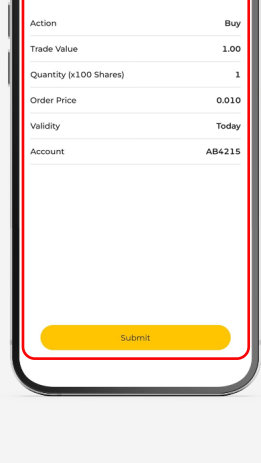 Action Buy
Trade Value 1.00
Quantity (x100 Shares) 1
Order Price 0.010
Validity Today
Account AB4215
Submit